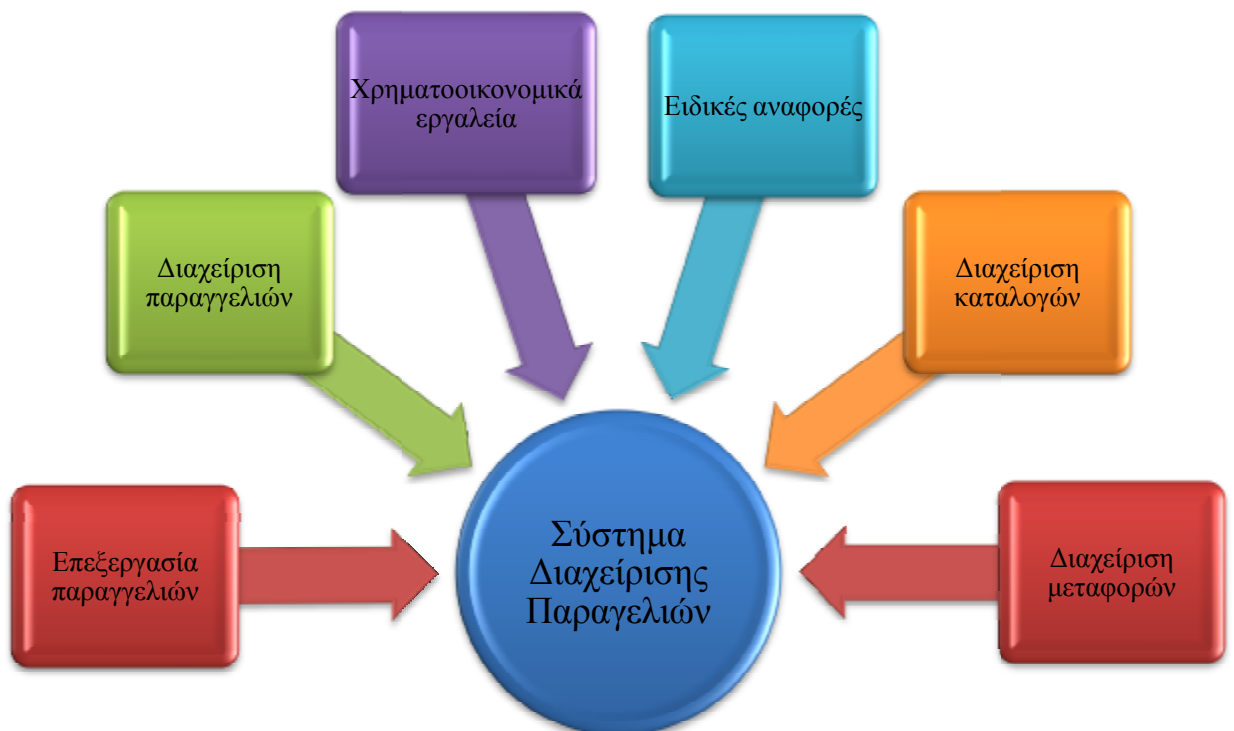 Χρηματοοικονομικά
εργαλεία
Ειδικές αναφορές
Διαχείριση
παραγγελιών
Διαχείριση
καταλογών
Επεξεργασία
παραγγελιών
Σύστημα
Διαχείρισης
Παραγελιών
Διαχείριση
μεταφορών